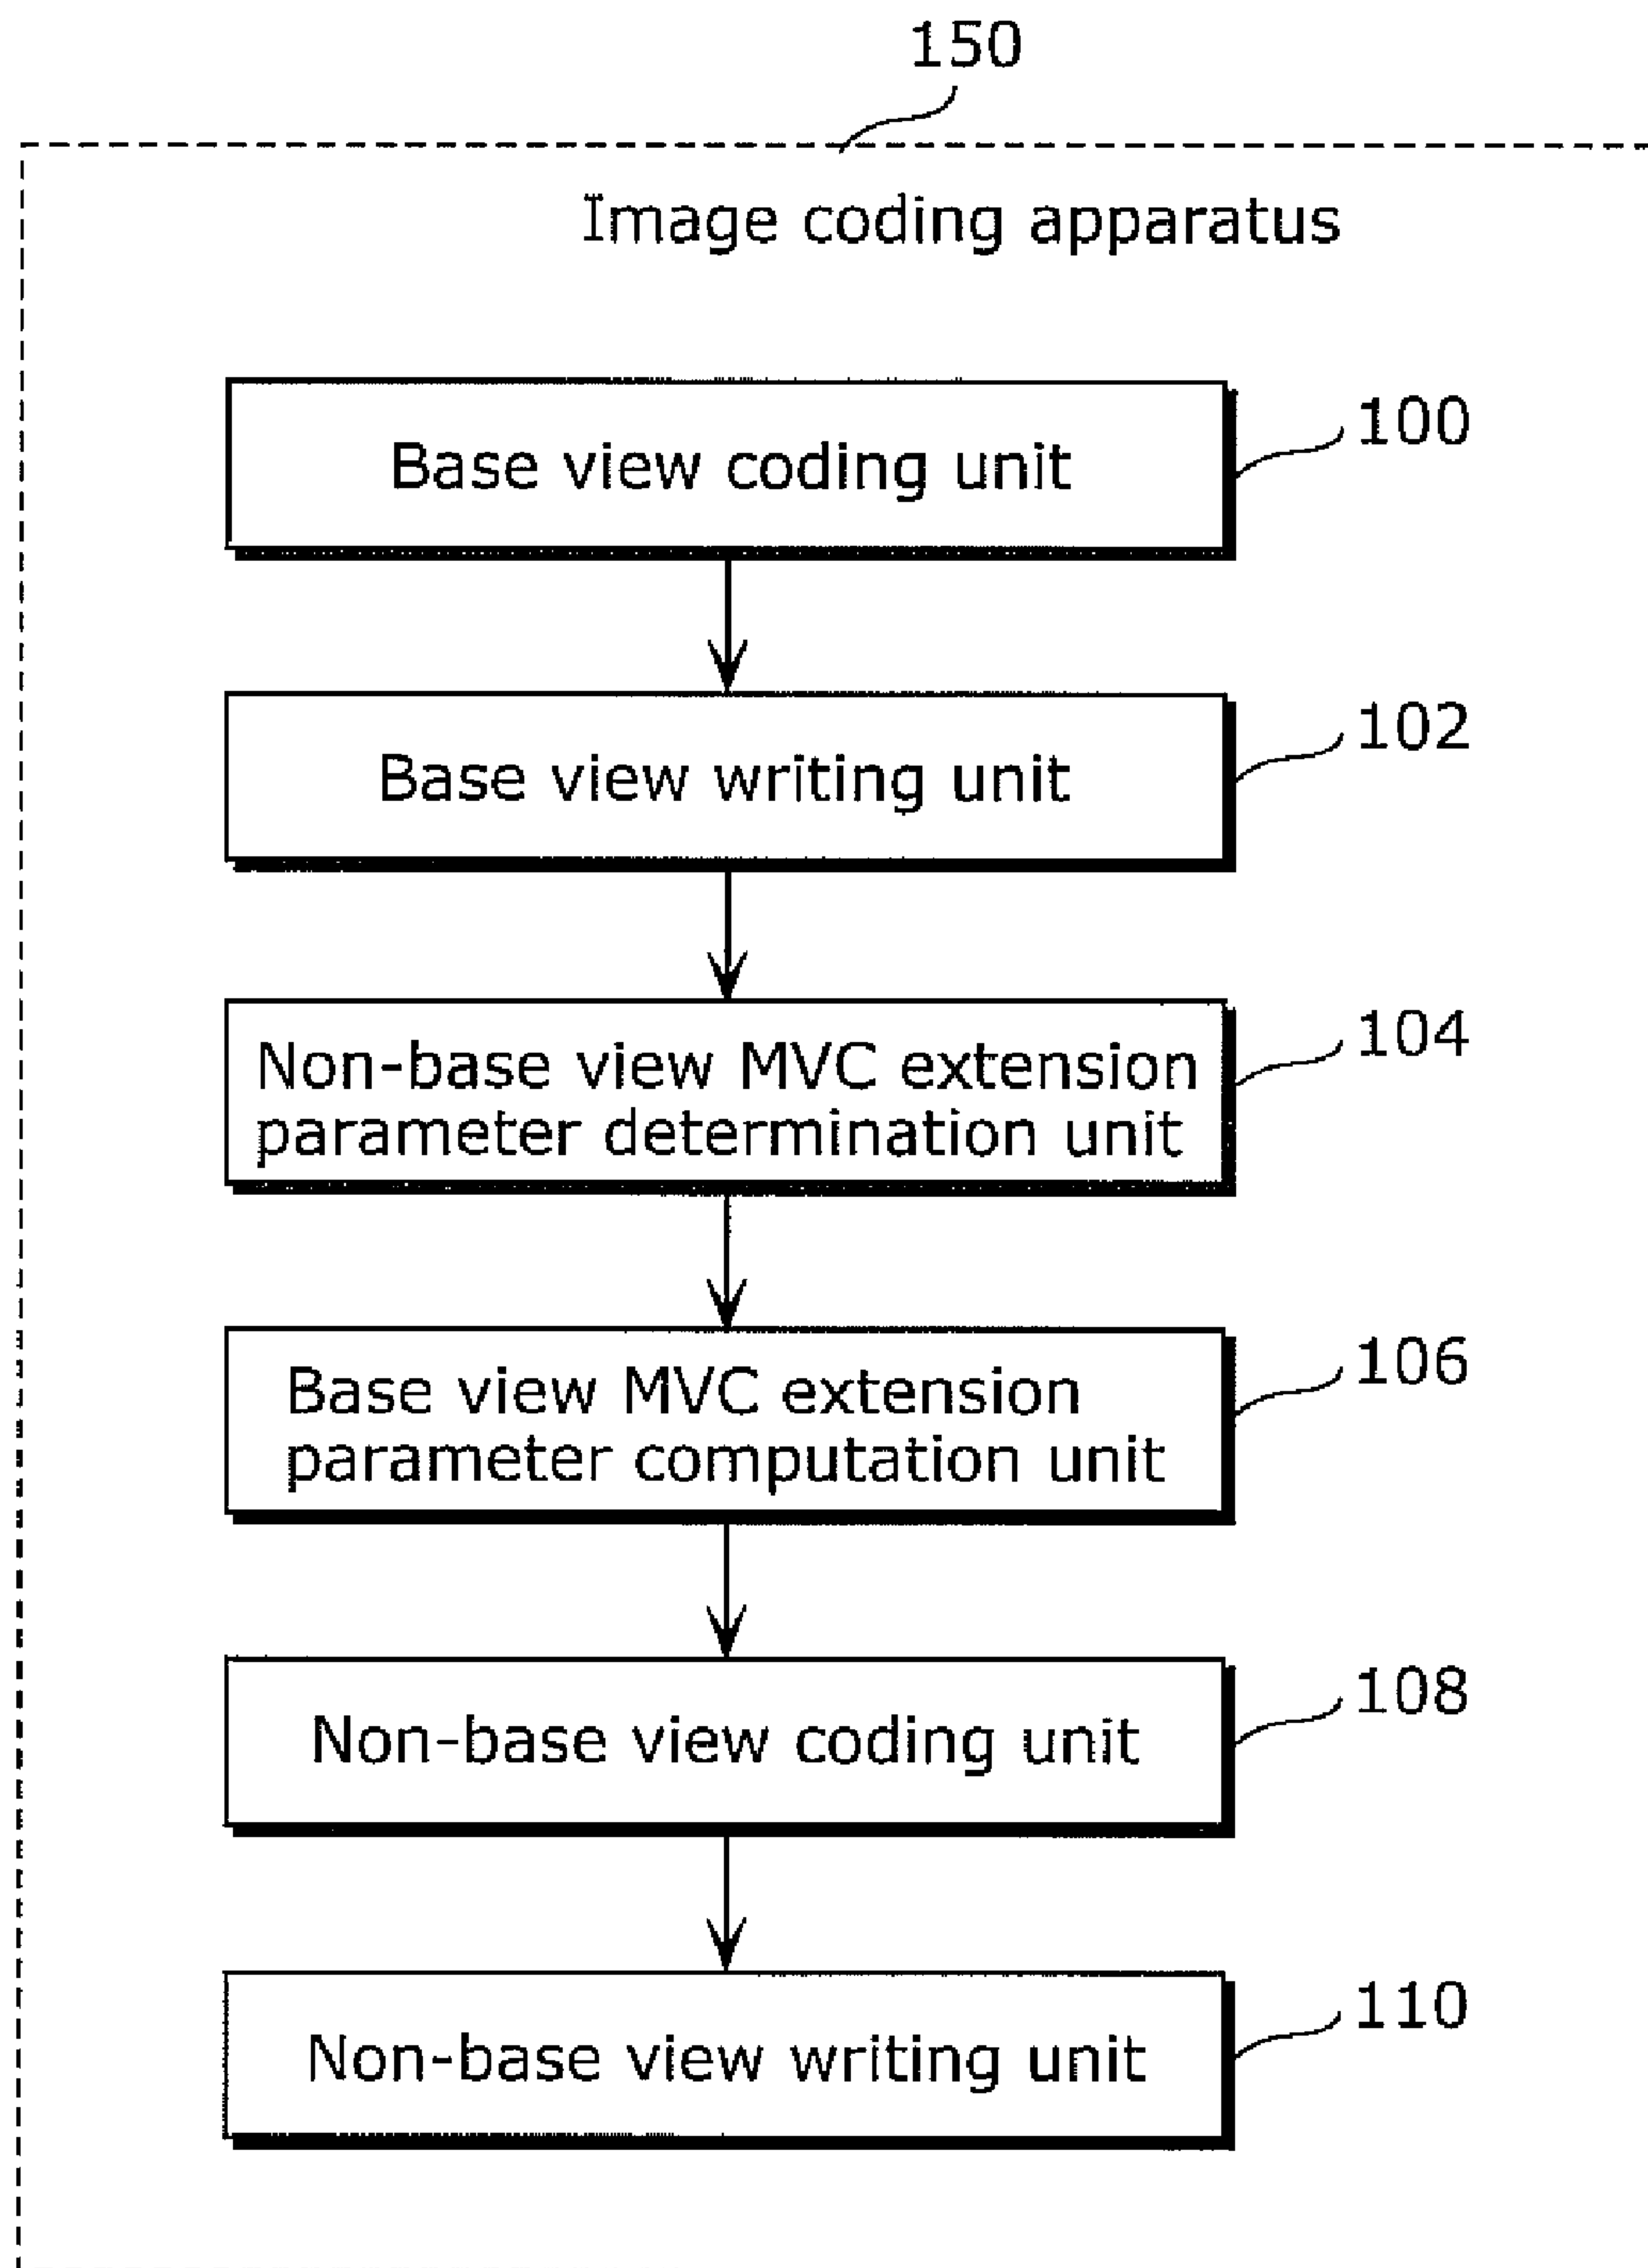 150
Image coding apparatus
Base view coding unit
100
Base view writing unit
102
Non-base view MVC extension
parameter determination unit
104
Base view MVC extension
parameter computation unit
106
Non-base view coding unit
108
Non-base view writing unit
110